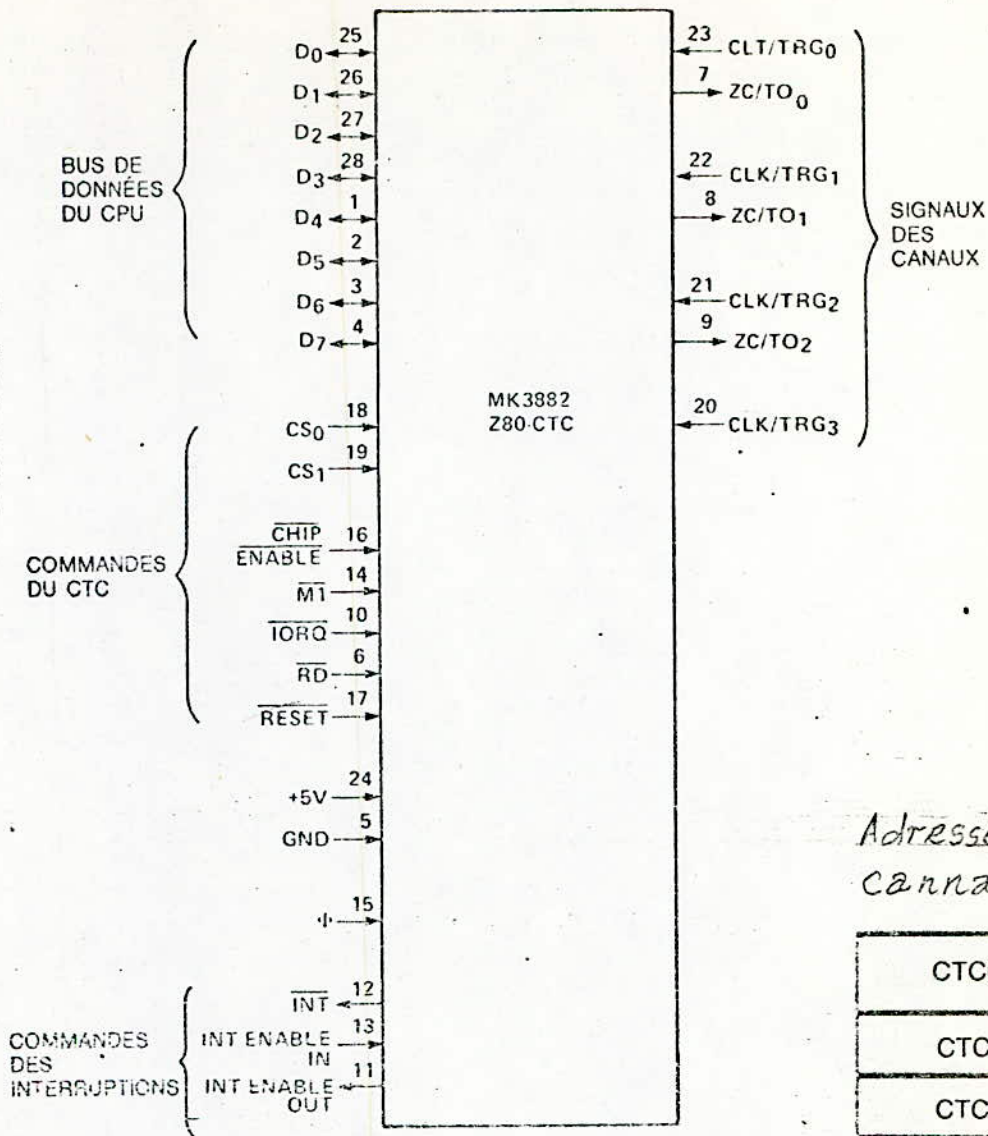 BUS DE
DONNÉES
DU CPU
D0 25
D1 26
D2 27
D3 28
D4 1
D5 2
D6 3
D7 4
COMMANDES
DU CTC
CS0 18
CS1 19
CHIP
ENABLE 16
M1 14
IORQ 10
RD 6
RESET 17
+5V 24
GND 5
Φ 15
COMMANDES
DES
INTERRUPTIONS
INT 12
INT ENABLE
IN 13
INT ENABLE
OUT 11
MK3882
Z80-CTC
23 CLT/TRG0
7 ZC/TO0
22 CLK/TRG1
8 ZC/TO1
21 CLK/TRG2
9 ZC/TO2
20 CLK/TRG3
SIGNAUX
DES
CANAUX
Adresse
canna
CTC
CTC
CTC